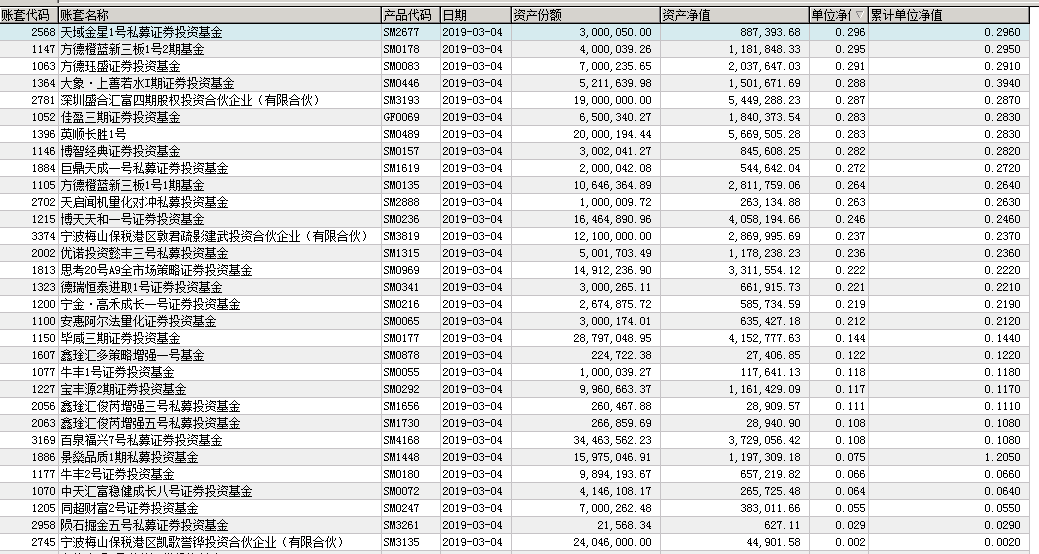 账套代码 账套名称 产品代码 日期 资产份额 资产净值 单位净值 累计单位净值
2568 天域金星1号私募证券投资基金 SM2677 2019-03-04 3,000,050.00 887,393.68 0.296 0.2960
1147 方德橙蓝新三板1号2期基金 SM0178 2019-03-04 4,000,039.26 1,181,848.33 0.295 0.2950
1063 方德珏盛证券投资基金 SM0083 2019-03-04 7,000,235.65 2,037,647.03 0.291 0.2910
1364 大象·上善若水I期证券投资基金 SM0446 2019-03-04 5,211,639.98 1,501,671.69 0.288 0.3940
2781 深圳盛合汇富四期股权投资合伙企业（有限合伙） SM3193 2019-03-04 19,000,000.00 5,449,288.23 0.287 0.2870
1052 佳盈三期证券投资基金 GF0069 2019-03-04 6,500,340.27 1,840,373.54 0.283 0.2830
1396 英顺长胜1号 SM0489 2019-03-04 20,000,194.44 5,669,505.28 0.283 0.2830
1146 博智经典证券投资基金 SM0157 2019-03-04 3,002,041.27 845,608.25 0.282 0.2820
1884 巨鼎天成一号私募证券投资基金 SM1619 2019-03-04 2,000,042.08 544,642.04 0.272 0.2720
1105 方德橙蓝新三板1号1期基金 SM0135 2019-03-04 10,646,364.89 2,811,759.06 0.264 0.2640
2702 天启闻机量化对冲私募投资基金 SM2888 2019-03-04 1,000,009.72 263,134.88 0.263 0.2630
1215 博天天和一号证券投资基金 SM0236 2019-03-04 16,464,890.96 4,058,194.66 0.246 0.2460
3374 宁波梅山保税港区敦君疏影建武投资合伙企业（有限合伙） SM3819 2019-03-04 12,100,000.00 2,869,995.69 0.237 0.2370
2002 优诺投资懿丰三号私募投资基金 SM1315 2019-03-04 5,001,703.49 1,178,238.23 0.236 0.2360
1813 思考20号A9全市场策略证券投资基金 SM0969 2019-03-04 14,912,236.90 3,311,554.12 0.222 0.2220
1323 德瑞恒泰进取1号证券投资基金 SM0341 2019-03-04 3,000,265.11 661,915.73 0.221 0.2210
1200 宁金·高禾成长一号证券投资基金 SM0216 2019-03-04 2,674,875.72 585,734.59 0.219 0.2190
1100 安惠阿尔法量化证券投资基金 SM0065 2019-03-04 3,000,174.01 635,427.18 0.212 0.2120
1150 毕咸三期证券投资基金 SM0177 2019-03-04 28,797,048.95 4,152,777.63 0.144 0.1440
1607 鑫琻汇多策略增强一号基金 SM0878 2019-03-04 224,722.38 27,406.85 0.122 0.1220
1077 牛丰1号证券投资基金 SM0055 2019-03-04 1,000,039.27 117,641.13 0.118 0.1180
1227 宝丰源2期证券投资基金 SM0292 2019-03-04 9,960,663.37 1,161,429.09 0.117 0.1170
2056 鑫琻汇俊芮增强三号私募投资基金 SM1656 2019-03-04 260,467.88 28,909.57 0.111 0.1110
2063 鑫琻汇俊芮增强五号私募投资基金 SM1730 2019-03-04 266,859.69 28,940.90 0.108 0.1080
3169 百泉福兴7号私募证券投资基金 SM4168 2019-03-04 34,463,562.23 3,729,056.42 0.108 0.1080
1886 景燊品质1期私募投资基金 SM1448 2019-03-04 15,975,046.91 1,197,309.18 0.075 1.2050
1177 牛丰2号证券投资基金 SM0180 2019-03-04 9,894,193.67 657,219.82 0.066 0.0660
1070 中天汇富稳健成长八号证券投资基金 SM0072 2019-03-04 4,146,108.17 265,725.48 0.064 0.0640
1205 同超财富2号证券投资基金 SM0247 2019-03-04 7,000,262.48 383,011.66 0.055 0.0550
2958 陨石掘金五号私募证券投资基金 SM3261 2019-03-04 21,568.34 627.11 0.029 0.0290
2745 宁波梅山保税港区凯歌誉铧投资合伙企业（有限合伙） SM3135 2019-03-04 24,046,000.00 44,901.58 0.002 0.0020